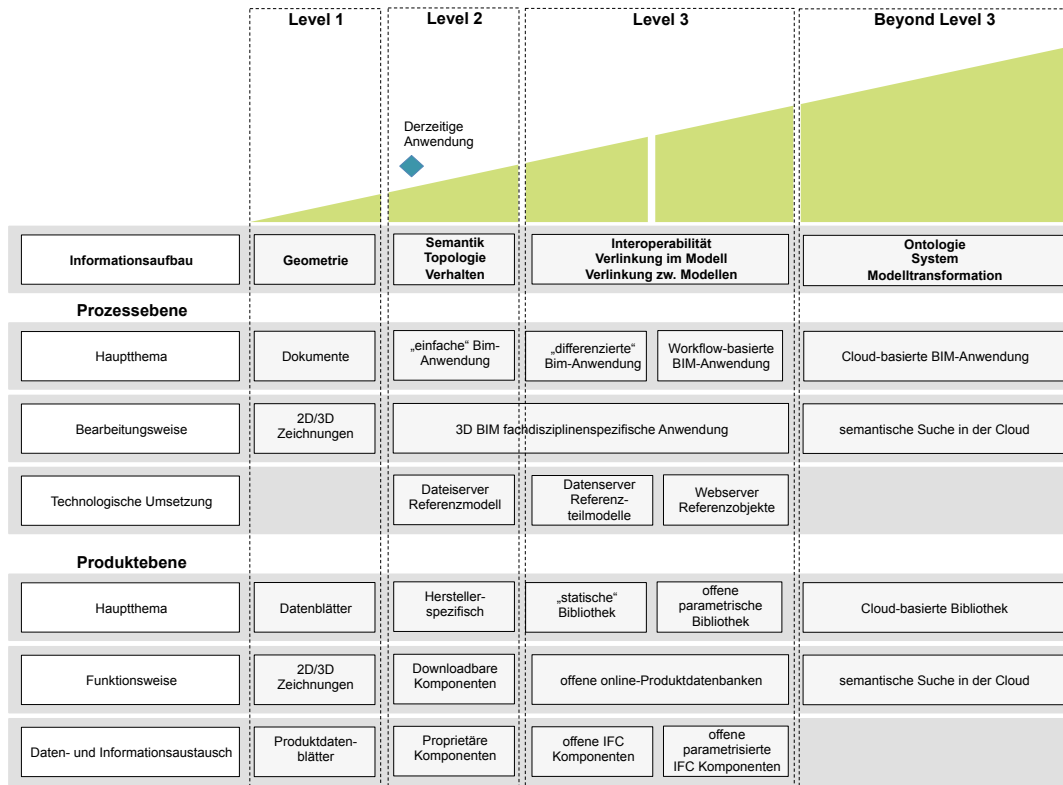 Level 1
Level 2
Level 3
Beyond Level 3
Derzeitige
Anwendung
Informationsaufbau
Geometrie
Semantik
Topologie
Verhalten
Interoperabilität
Verlinkung im Modell
Verlinkung zw. Modellen
Ontologie
System
Modelltransformation
Prozessebene
Hauptthema
Dokumente
„einfache“ Bim-
Anwendung
„differenzierte“
Bim-Anwendung
Workflow-basierte
BIM-Anwendung
Cloud-basierte BIM-Anwendung
Bearbeitungsweise
2D/3D
Zeichnungen
3D BIM fachdisziplinenspezifische Anwendung
semantische Suche in der Cloud
Technologische Umsetzung
Dateiserver
Referenzmodell
Datenserver
Referenz-
teilmodelle
Webserver
Referenzobjekte
Produktebene
Hauptthema
Datenblätter
Hersteller-
spezifisch
„statische“
Bibliothek
offene
parametrische
Bibliothek
Cloud-basierte Bibliothek
Funktionsweise
2D/3D
Zeichnungen
Downloadbare
Komponenten
offene online-Produktdatenbanken
semantische Suche in der Cloud
Daten- und Informationsaustausch
Produktdaten-
blätter
Proprietäre
Komponenten
offene IFC
Komponenten
offene
parametrisierte
IFC Komponenten